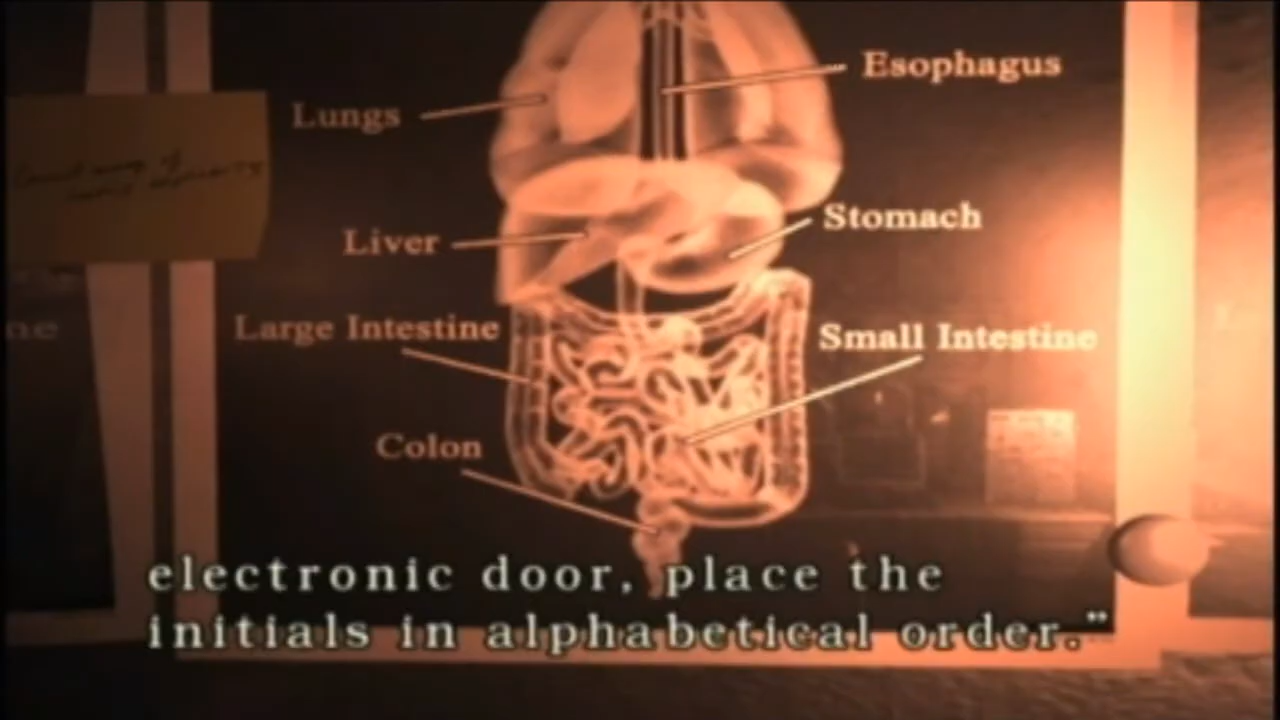 Esophagus
Lungs
Stomach
Liver
Large Intestine
Small Intestine
Colon
electronic door, place the
initials in alphabetical order.”